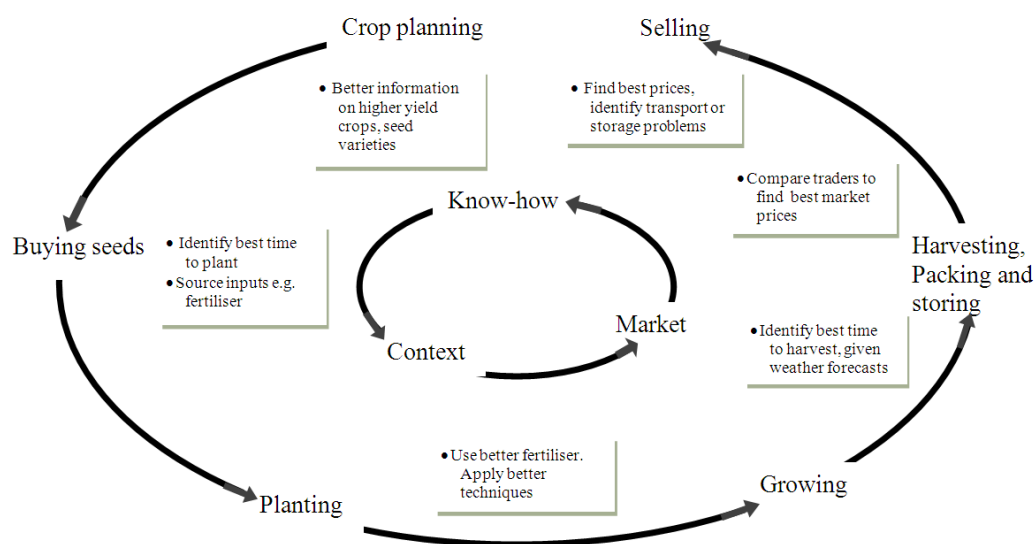 Crop planning
Selling
• Better information
on higher yield
crops, seed
varieties
• Find best prices,
identify transport or
storage problems
• Compare traders to
find best market
prices
Know-how
Buying seeds
• Identify best time
to plant
• Source inputs e.g.
fertiliser
Harvesting,
Packing and
storing
Market
Context
• Identify best time
to harvest, given
weather forecasts
• Use better fertiliser.
Apply better
techniques
Growing
Planting